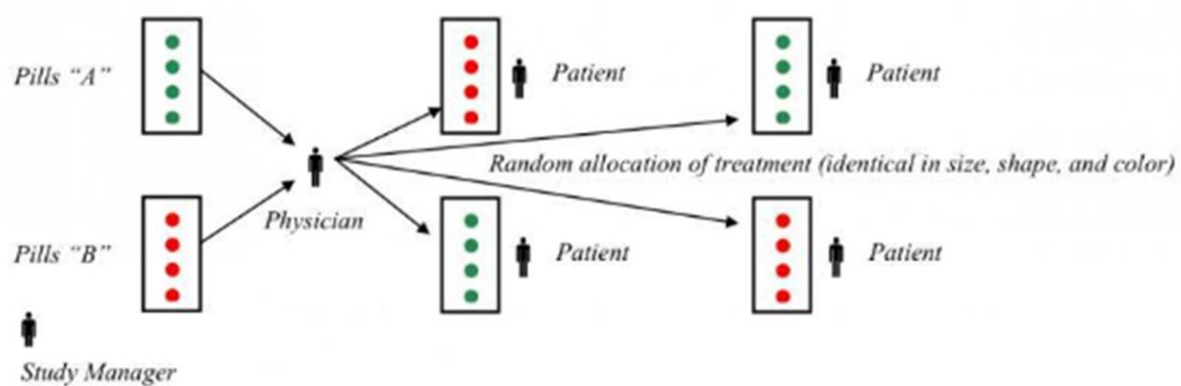 Pills “A”
Patient
Patient
Random allocation of treatment (identical in size, shape, and color)
Physician
Pills “B”
Patient
Patient
Study Manager